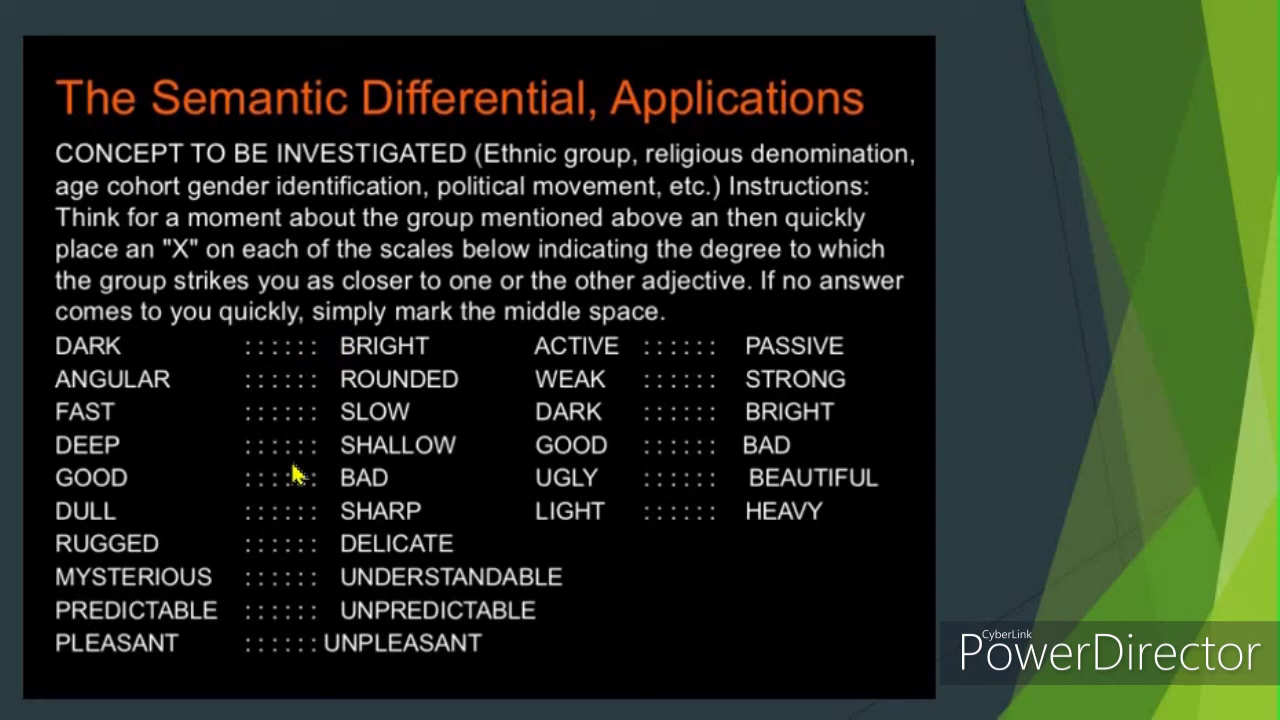 The Semantic Differential, Applications
CONCEPT TO BE INVESTIGATED (Ethnic group, religious denomination,
age cohort gender identification, political movement, etc.) Instructions:
Think for a moment about the group mentioned above an then quickly
place an "X" on each of the scales below indicating the degree to which
the group strikes you as closer to one or the other adjective. If no answer
comes to you quickly, simply mark the middle space.
DARK : : : : : : BRIGHT ACTIVE : : : : : : PASSIVE
ANGULAR : : : : : : ROUNDED WEAK : : : : : : STRONG
FAST : : : : : : SLOW DARK : : : : : : BRIGHT
DEEP : : : : : : SHALLOW GOOD : : : : : : BAD
GOOD : : : : : : BAD UGLY : : : : : : BEAUTIFUL
DULL : : : : : : SHARP LIGHT : : : : : : HEAVY
RUGGED : : : : : : DELICATE
MYSTERIOUS : : : : : : UNDERSTANDABLE
PREDICTABLE : : : : : : UNPREDICTABLE
PLEASANT : : : : : : UNPLEASANT
CyberLink
PowerDirector